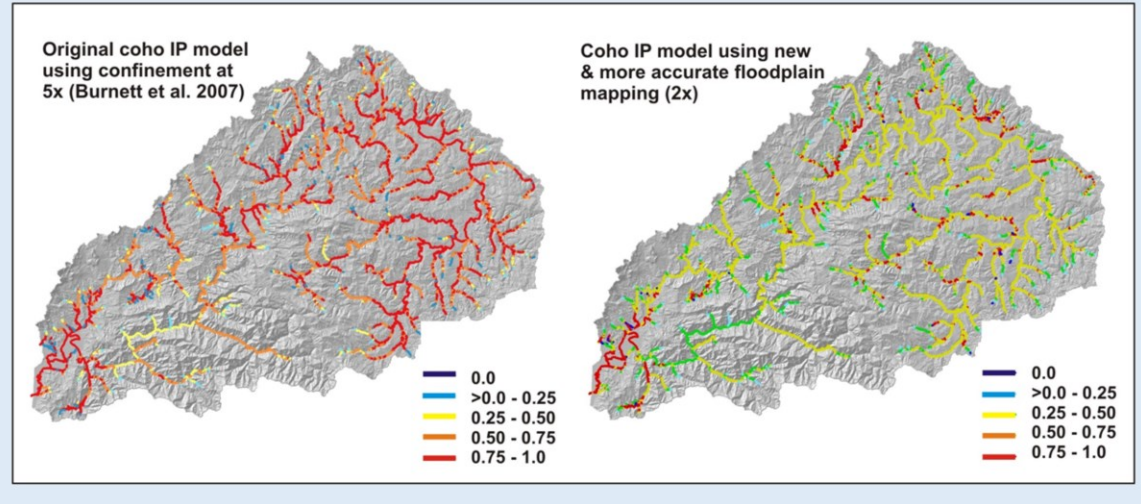 Original coho IP model
using confinement at
5x (Burnett et al. 2007)
Coho IP model using new
& more accurate floodplain
mapping (2x)
0.0
>0.0 - 0.25
0.25 - 0.50
0.50 - 0.75
0.75 - 1.0
0.0
>0.0 - 0.25
0.25 - 0.50
0.50 - 0.75
0.75 - 1.0